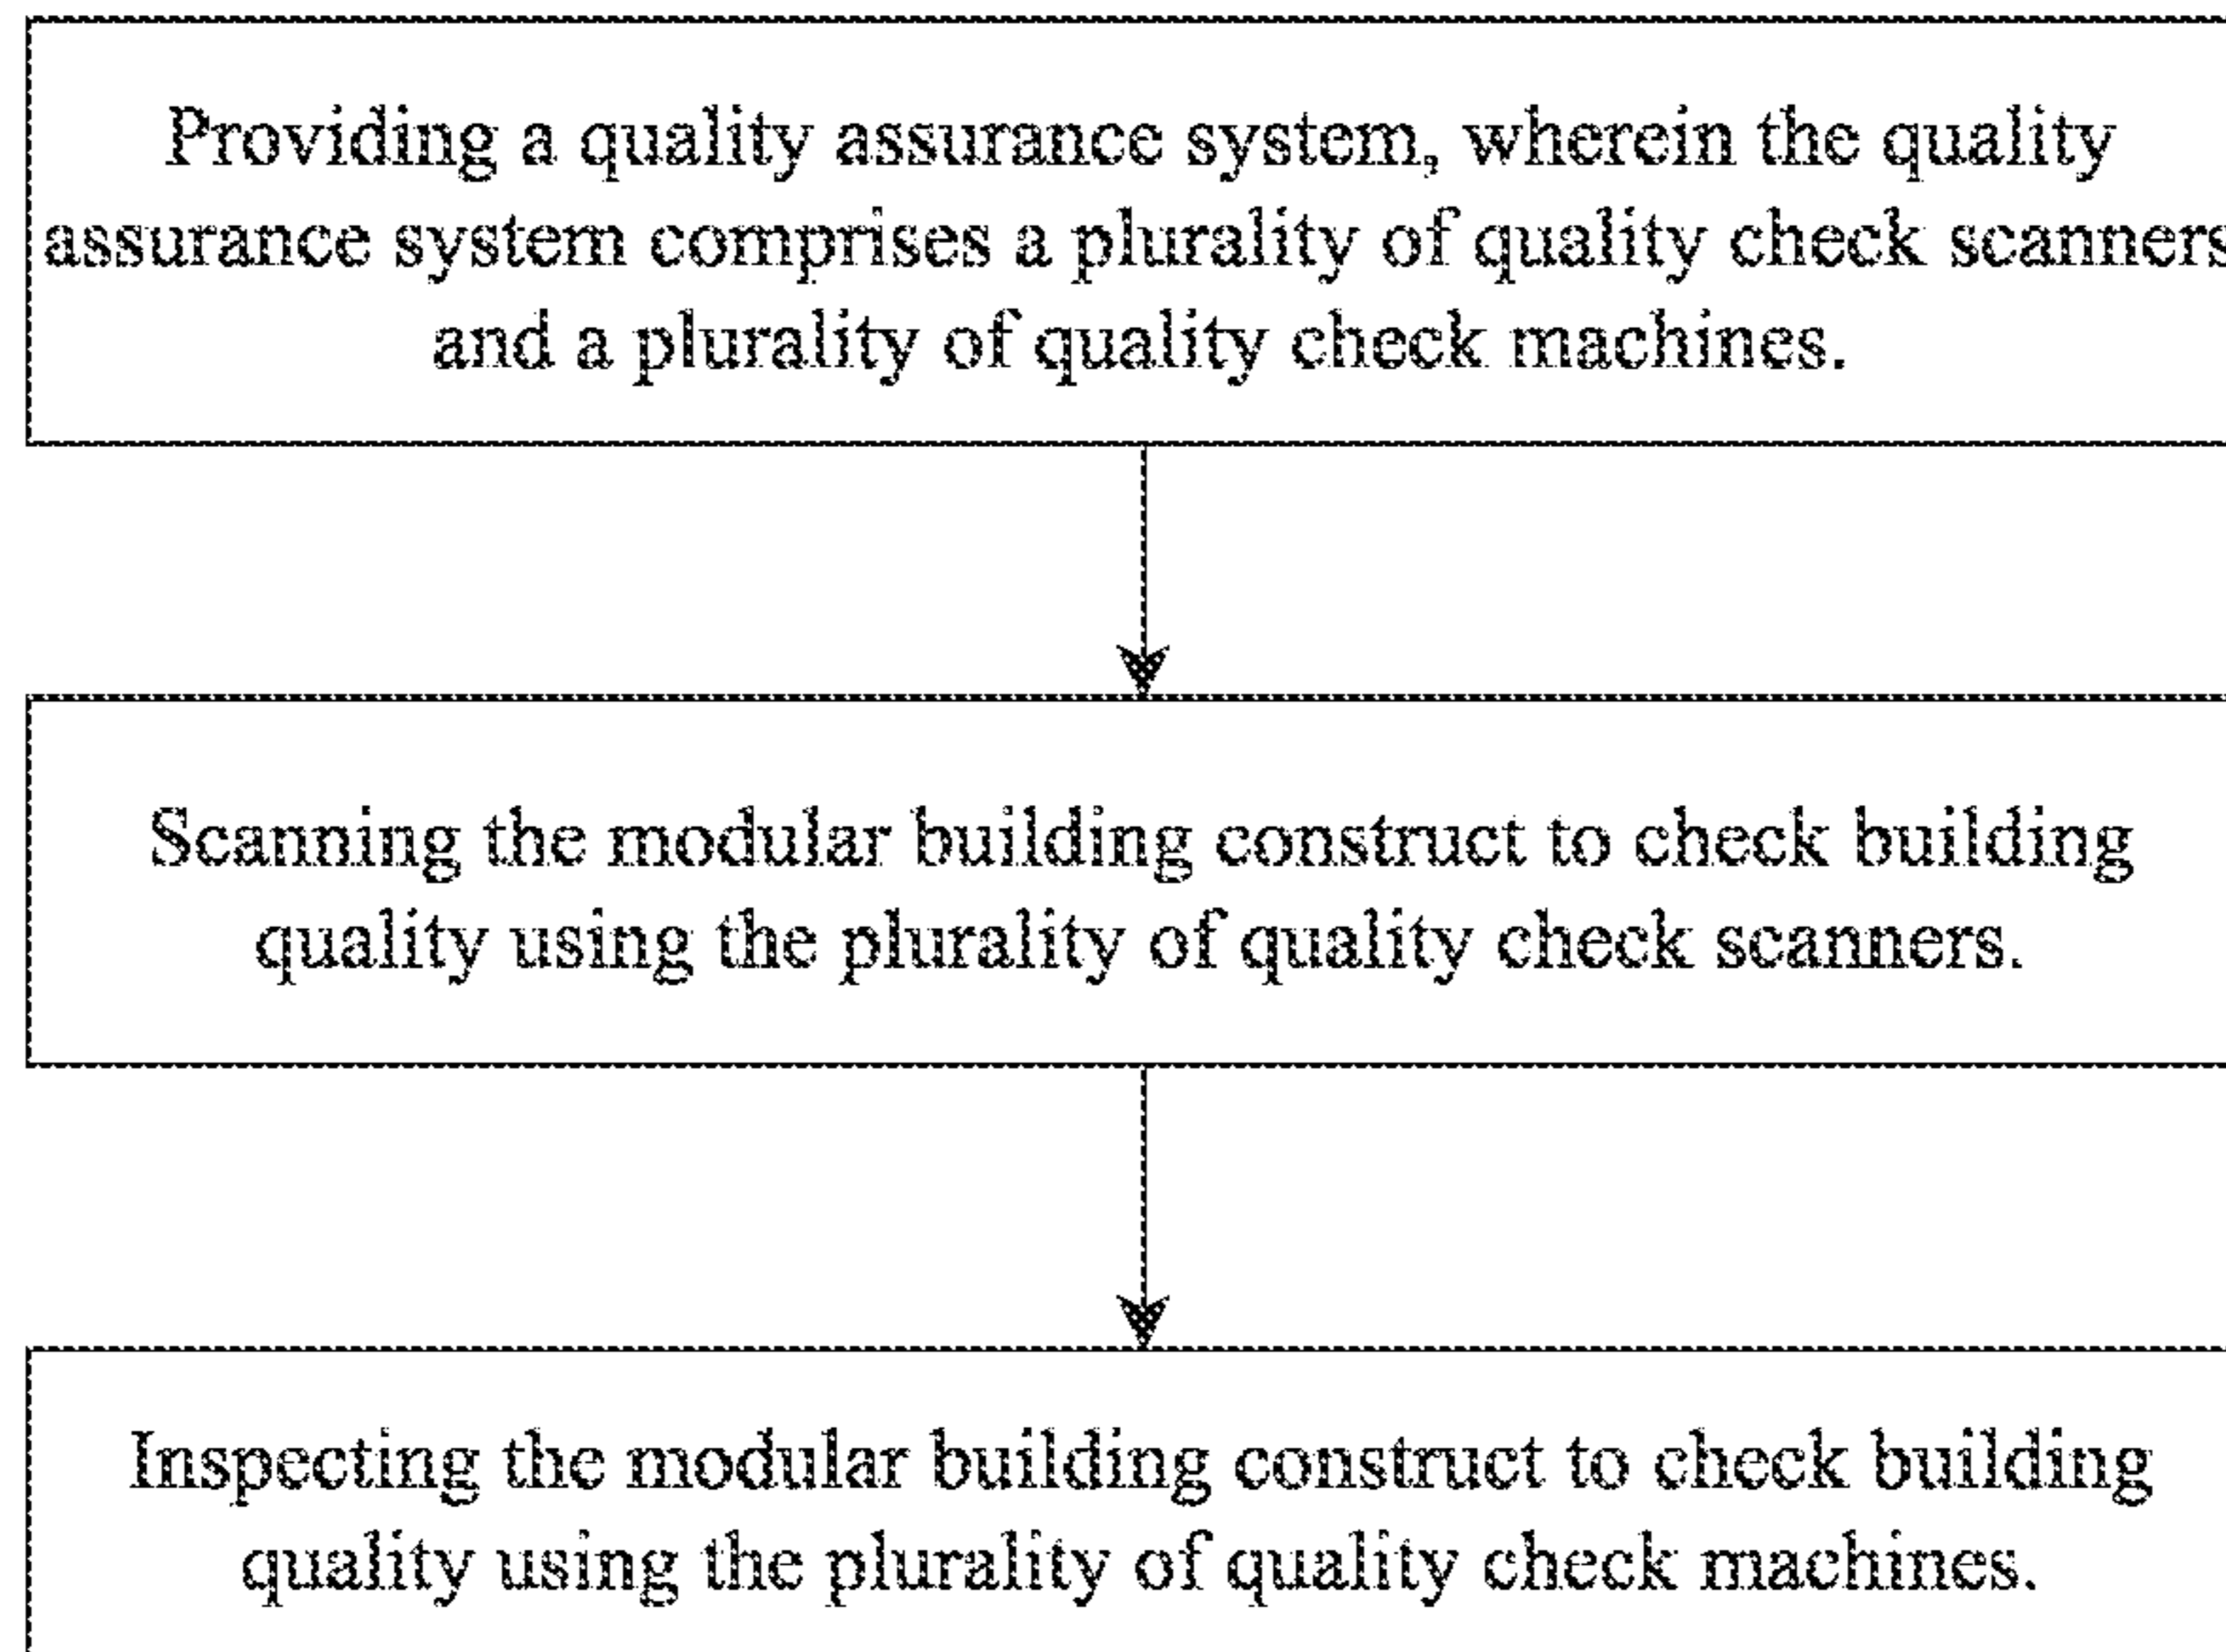 Providing a quality assurance system, wherein the quality
assurance system comprises a plurality of quality check scanners
and a plurality of quality check machines.
Scanning the modular building construct to check building
quality using the plurality of quality check scanners.
Inspecting the modular building construct to check building
quality using the plurality of quality check machines.